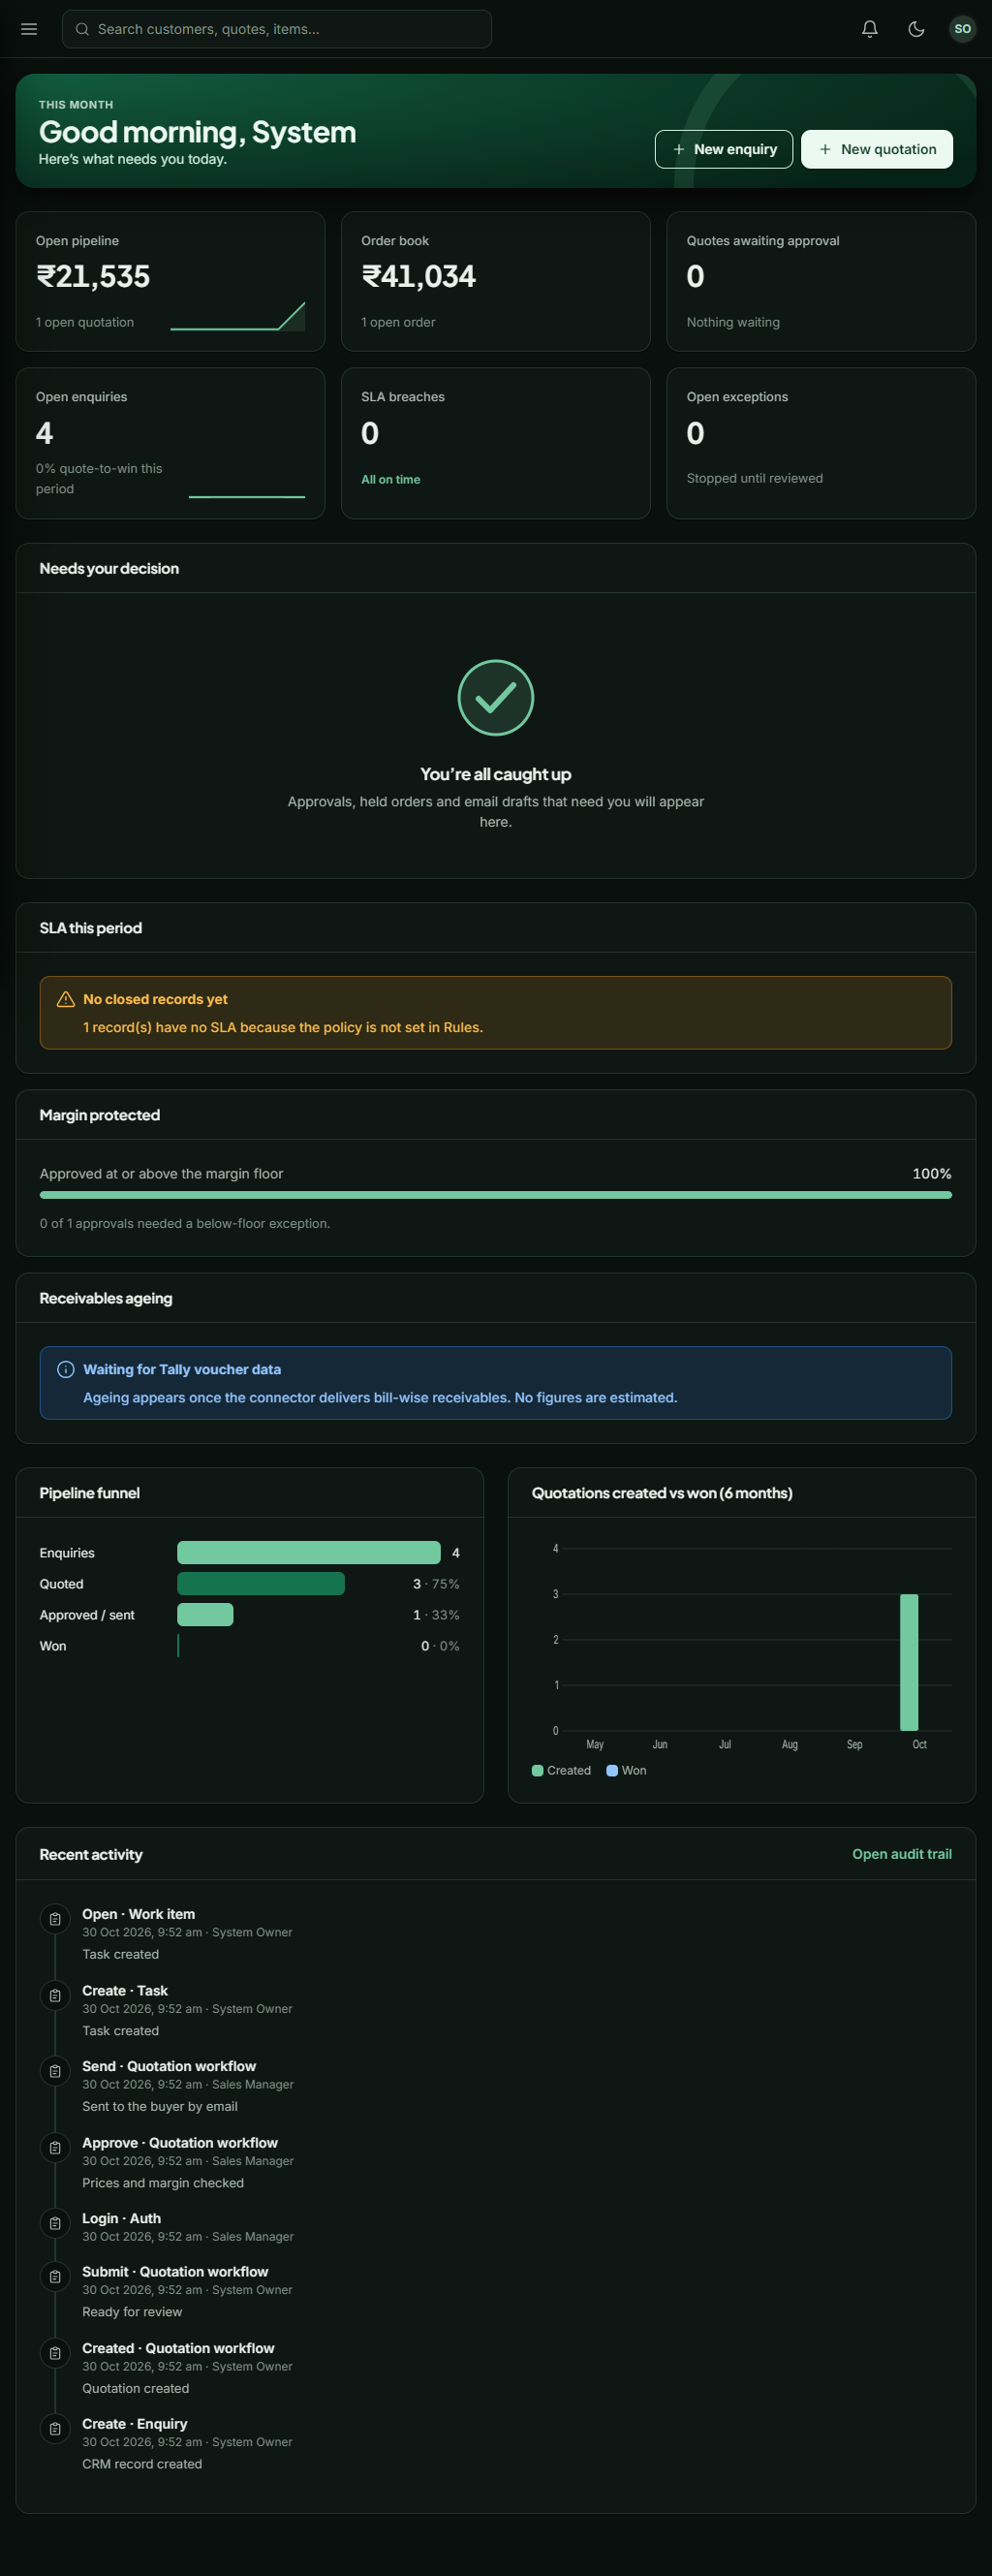 Search customers, quotes, items...
SO
THIS MONTH
Good morning, System
Here's what needs you today.
New enquiry
New quotation
Open pipeline
₹21,535
1 open quotation
Order book
₹41,034
1 open order
Quotes awaiting approval
0
Nothing waiting
Open enquiries
4
0% quote-to-win this
period
SLA breaches
0
All on time
Open exceptions
0
Stopped until reviewed
Needs your decision
You're all caught up
Approvals, held orders and email drafts that need you will appear
here.
SLA this period
No closed records yet
1 record(s) have no SLA because the policy is not set in Rules.
Margin protected
Approved at or above the margin floor 100%
0 of 1 approvals needed a below-floor exception.
Receivables ageing
Waiting for Tally voucher data
Ageing appears once the connector delivers bill-wise receivables. No figures are estimated.
Pipeline funnel
Enquiries 4
Quoted 3 · 75%
Approved / sent 1 · 33%
Won 0 · 0%
Quotations created vs won (6 months)
4
3
2
1
0
May Jun Jul Aug Sep Oct
Created Won
Recent activity Open audit trail
Open · Work item
30 Oct 2026, 9:52 am · System Owner
Task created
Create · Task
30 Oct 2026, 9:52 am · System Owner
Task created
Send · Quotation workflow
30 Oct 2026, 9:52 am · Sales Manager
Sent to the buyer by email
Approve · Quotation workflow
30 Oct 2026, 9:52 am · Sales Manager
Prices and margin checked
Login · Auth
30 Oct 2026, 9:52 am · Sales Manager
Submit · Quotation workflow
30 Oct 2026, 9:52 am · System Owner
Ready for review
Created · Quotation workflow
30 Oct 2026, 9:52 am · System Owner
Quotation created
Create · Enquiry
30 Oct 2026, 9:52 am · System Owner
CRM record created